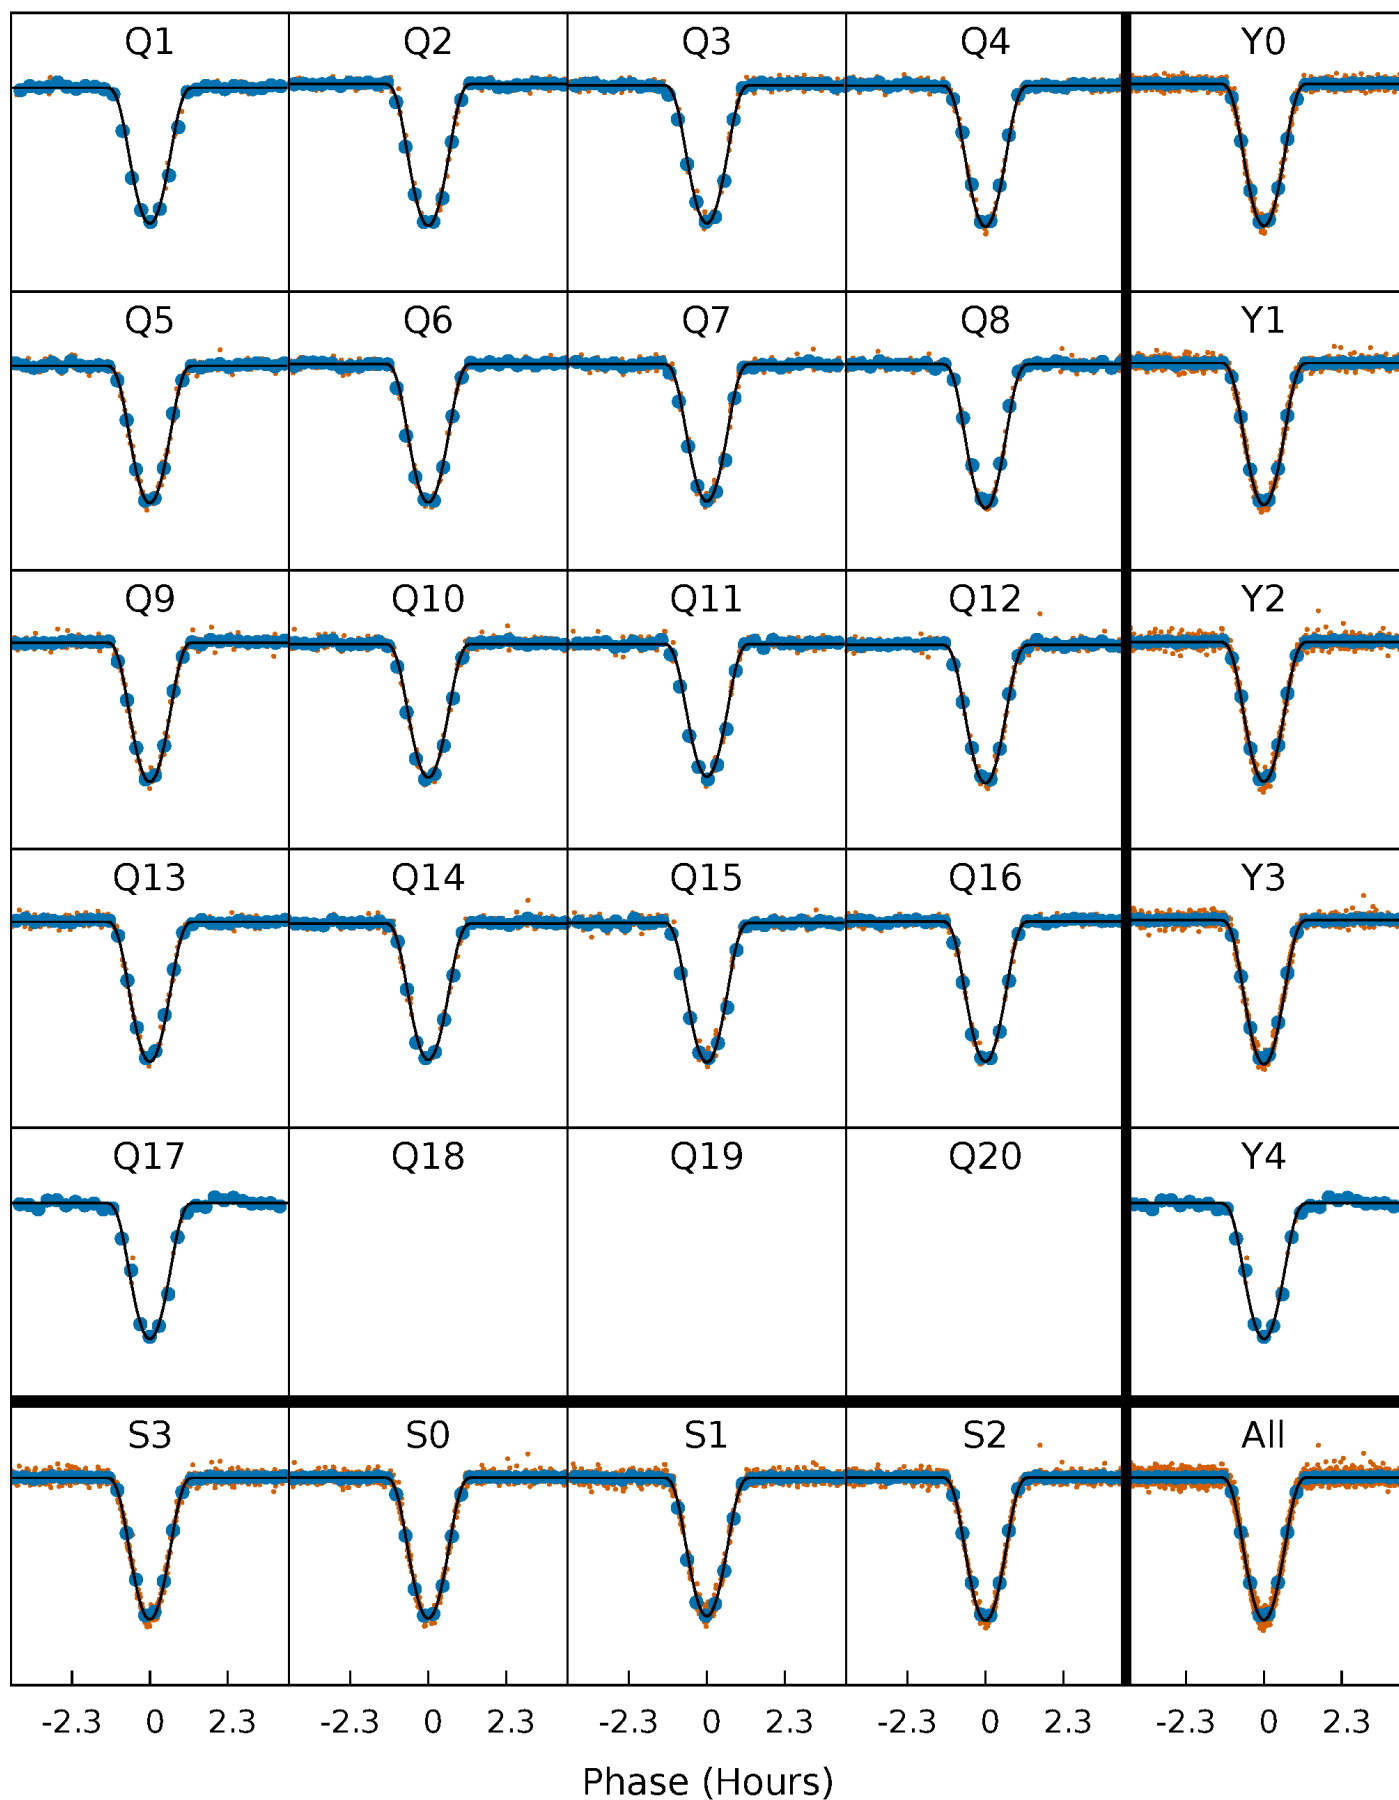 Q1 Q2 Q3 Q4 Y0
Q5 Q6 Q7 Q8 Y1
Q9 Q10 Q11 Q12 Y2
Q13 Q14 Q15 Q16 Y3
Q17 Q18 Q19 Q20 Y4
S3 S0 S1 S2 All
-2.3 0 2.3 -2.3 0 2.3 -2.3 0 2.3 -2.3 0 2.3 -2.3 0 2.3
Phase (Hours)